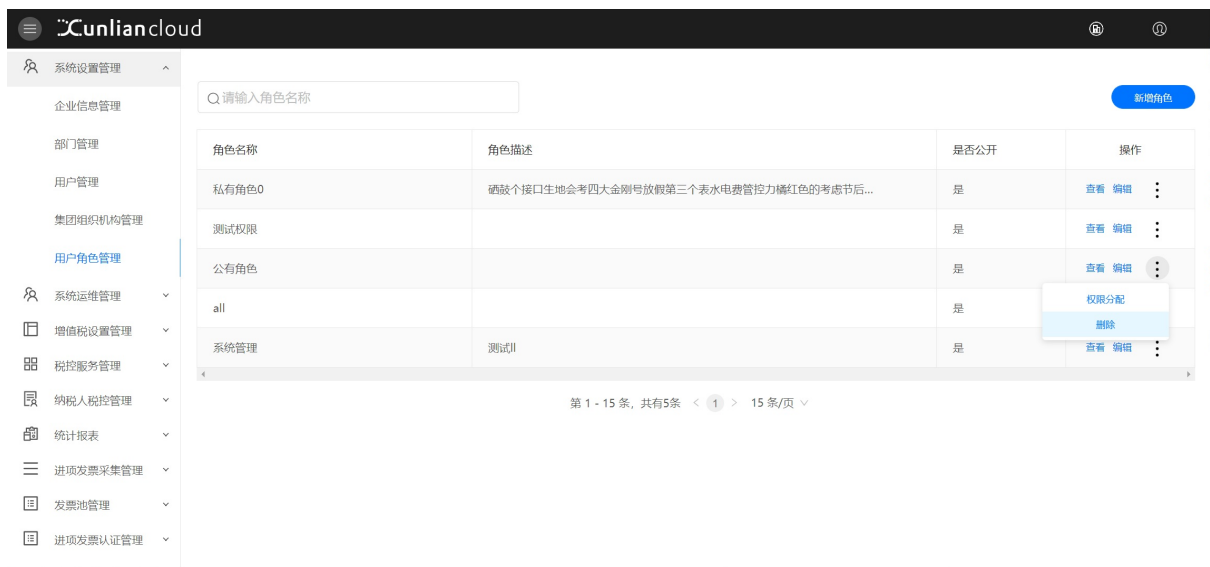 Xunliancloud
系统设置管理
企业信息管理
部门管理
用户管理
集团组织机构管理
用户角色管理
系统运维管理
增值税设置管理
税控服务管理
纳税人税控管理
统计报表
进项发票采集管理
发票池管理
进项发票认证管理
请输入角色名称
新增角色
角色名称 角色描述 是否公开 操作
私有角色0 硒鼓个接口生地会考四大金刚号放假第三个表水电费管控力橘红色的考虑节后... 是 查看 编辑
测试权限 是 查看 编辑
公有角色 是 查看 编辑
权限分配
all 是
删除
系统管理 测试ll 是 查看 编辑
第 1 - 15 条，共有5条 < 1 > 15 条/页